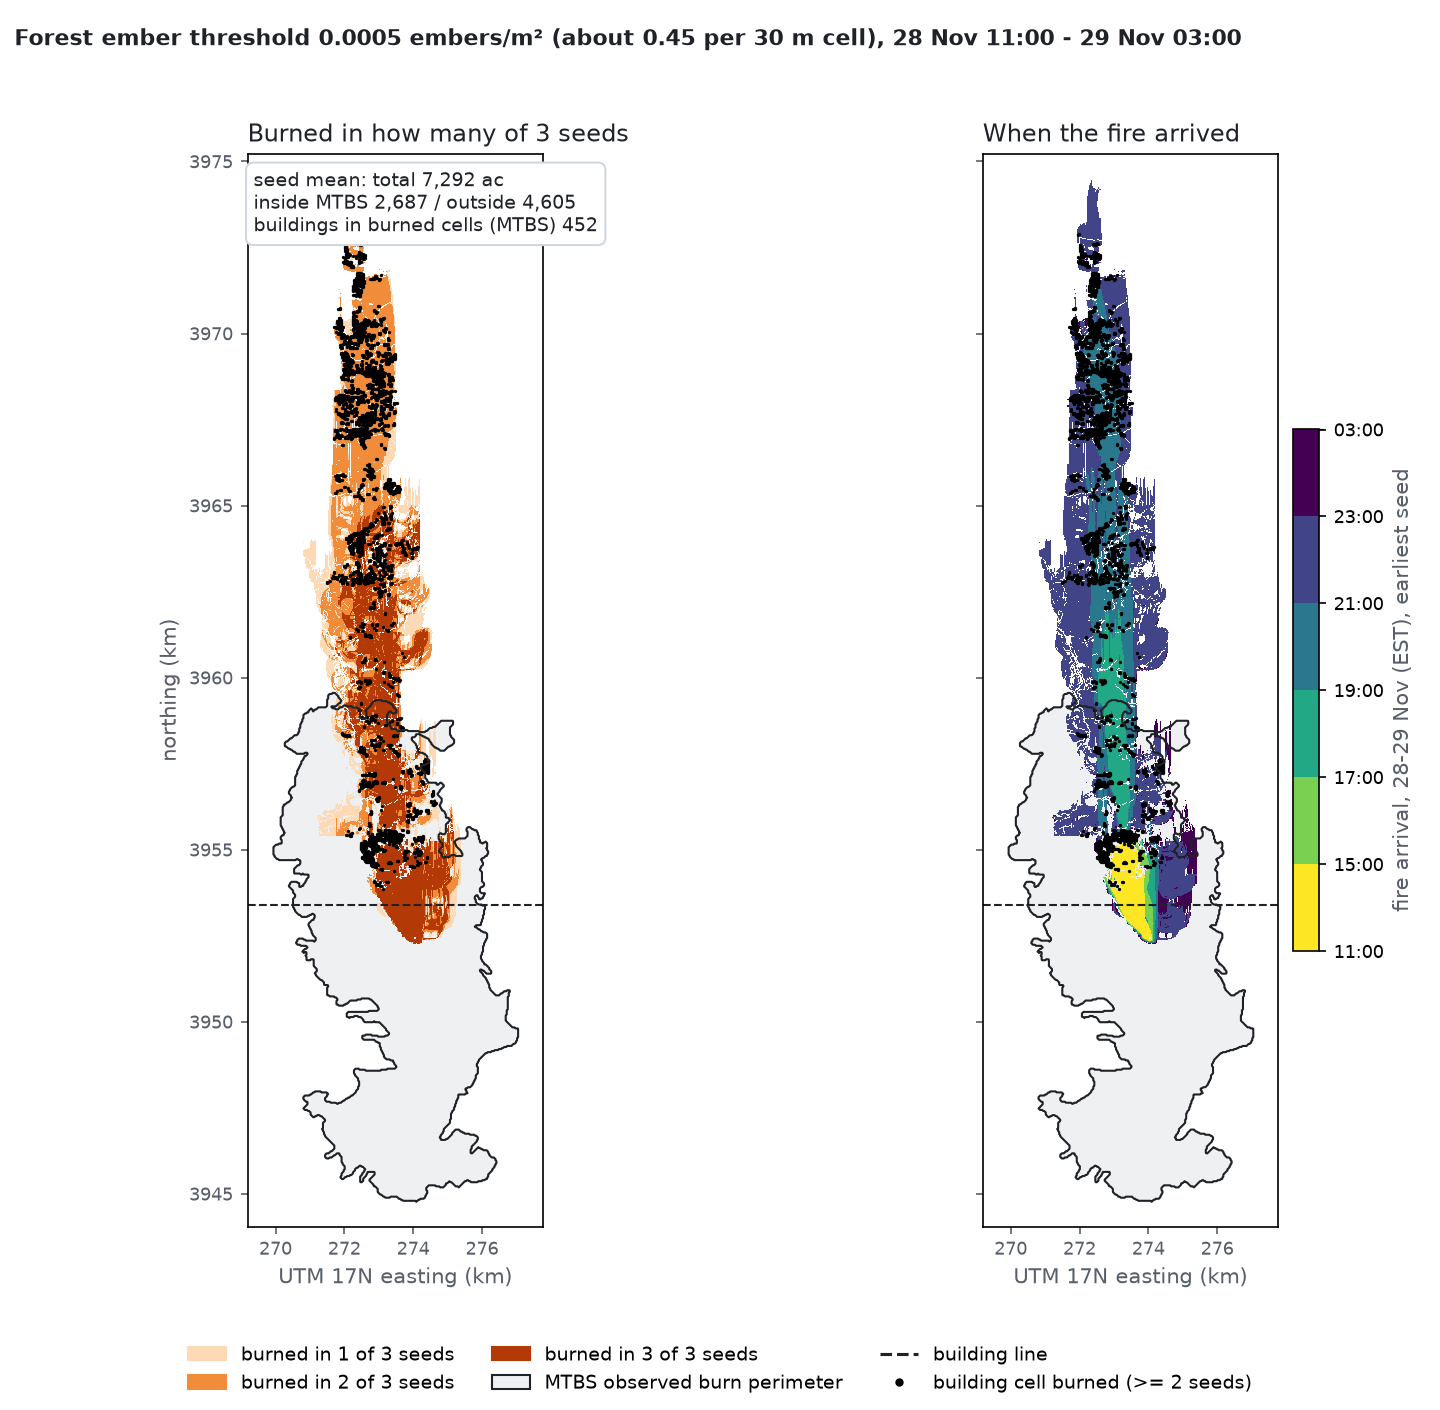 Forest ember threshold 0.0005 embers/m² (about 0.45 per 30 m cell), 28 Nov 11:00 - 29 Nov 03:00
Burned in how many of 3 seeds
When the fire arrived
seed mean: total 7,292 ac
inside MTBS 2,687 / outside 4,605
buildings in burned cells (MTBS) 452
northing (km)
3975
3970
3965
3960
3955
3950
3945
270 272 274 276
UTM 17N easting (km)
270 272 274 276
UTM 17N easting (km)
03:00
23:00
21:00
19:00
17:00
15:00
11:00
fire arrival, 28-29 Nov (EST), earliest seed
burned in 1 of 3 seeds
burned in 2 of 3 seeds
burned in 3 of 3 seeds
MTBS observed burn perimeter
building line
building cell burned (>= 2 seeds)